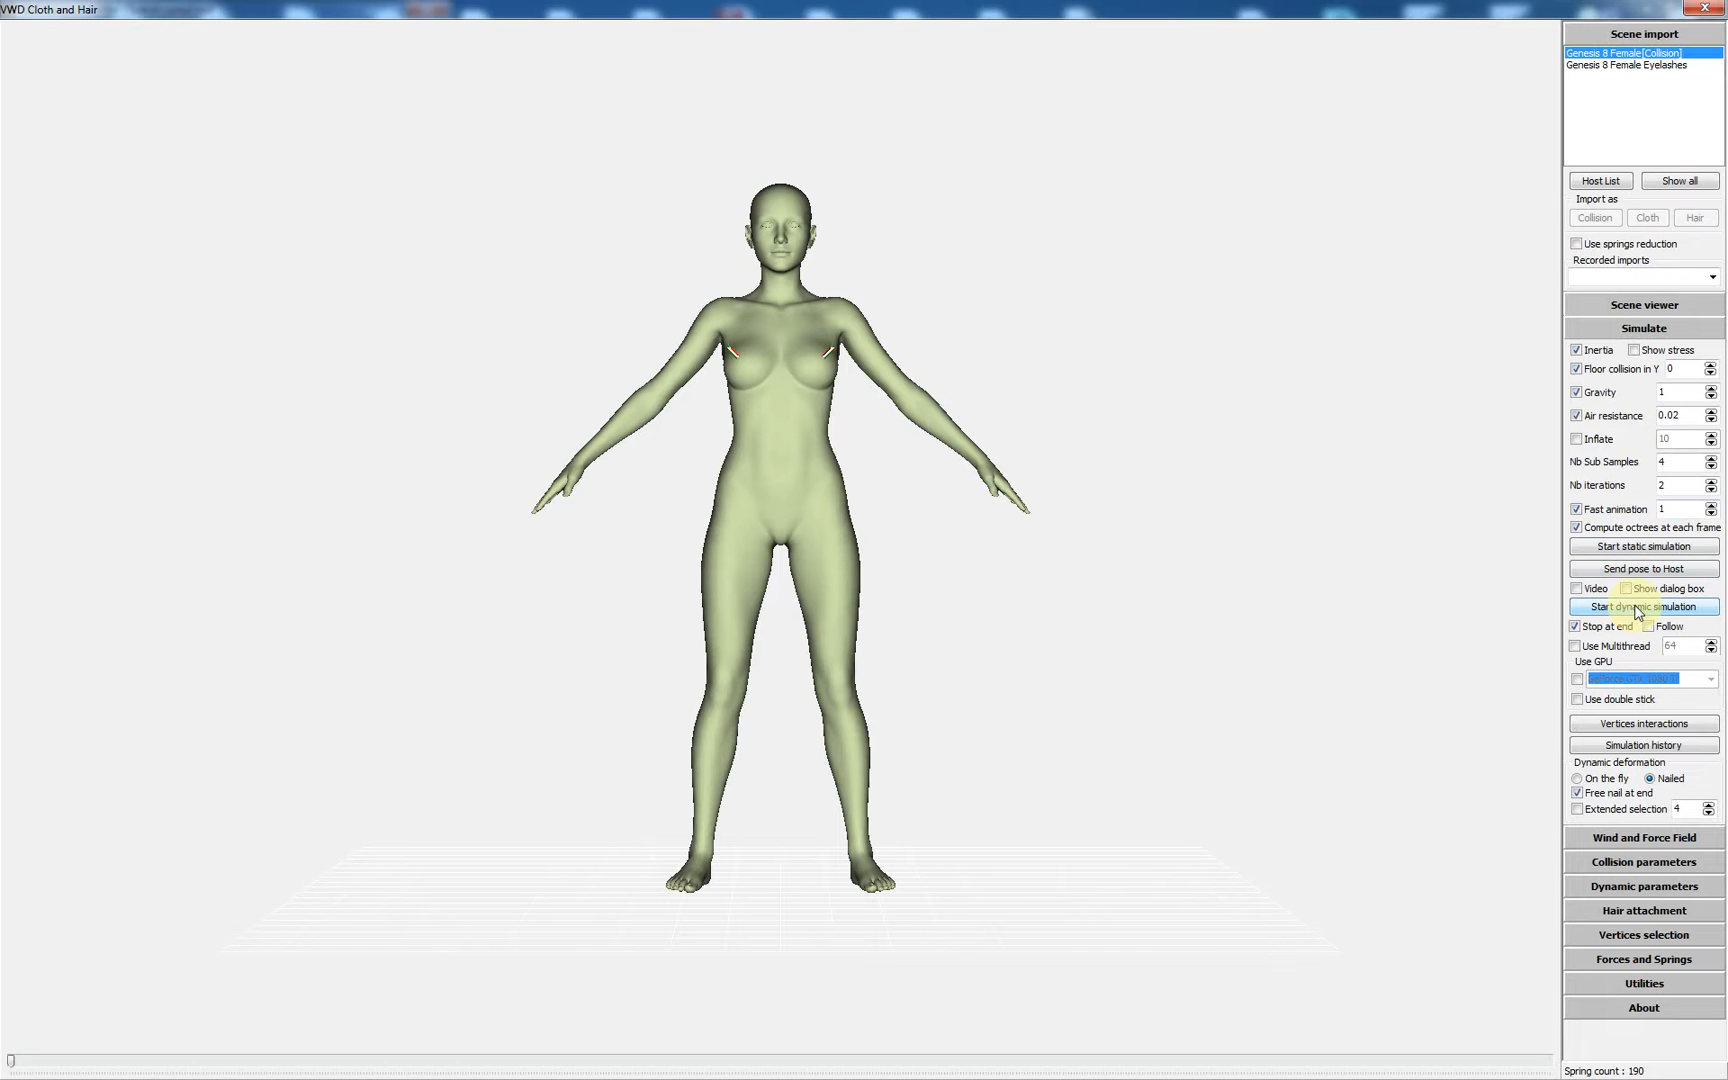 VWD Cloth and Hair
Scene import
Genesis 8 Female[Collision]
Genesis 8 Female Eyelashes
Host List Show all
Import as
Collision Cloth Hair
Use springs reduction
Recorded imports
Scene viewer
Simulate
Inertia Show stress
Floor collision in Y 0
Gravity 1
Air resistance 0.02
Inflate 10
Nb Sub Samples 4
Nb iterations 2
Fast animation 1
Compute octrees at each frame
Start static simulation
Send pose to Host
Video Show dialog box
Start dynamic simulation
Stop at end Follow
Use Multithread 64
Use GPU
GeForce GTX 1080 Ti
Use double stick
Vertices interactions
Simulation history
Dynamic deformation
On the fly Nailed
Free nail at end
Extended selection 4
Wind and Force Field
Collision parameters
Dynamic parameters
Hair attachment
Vertices selection
Forces and Springs
Utilities
About
Spring count : 190